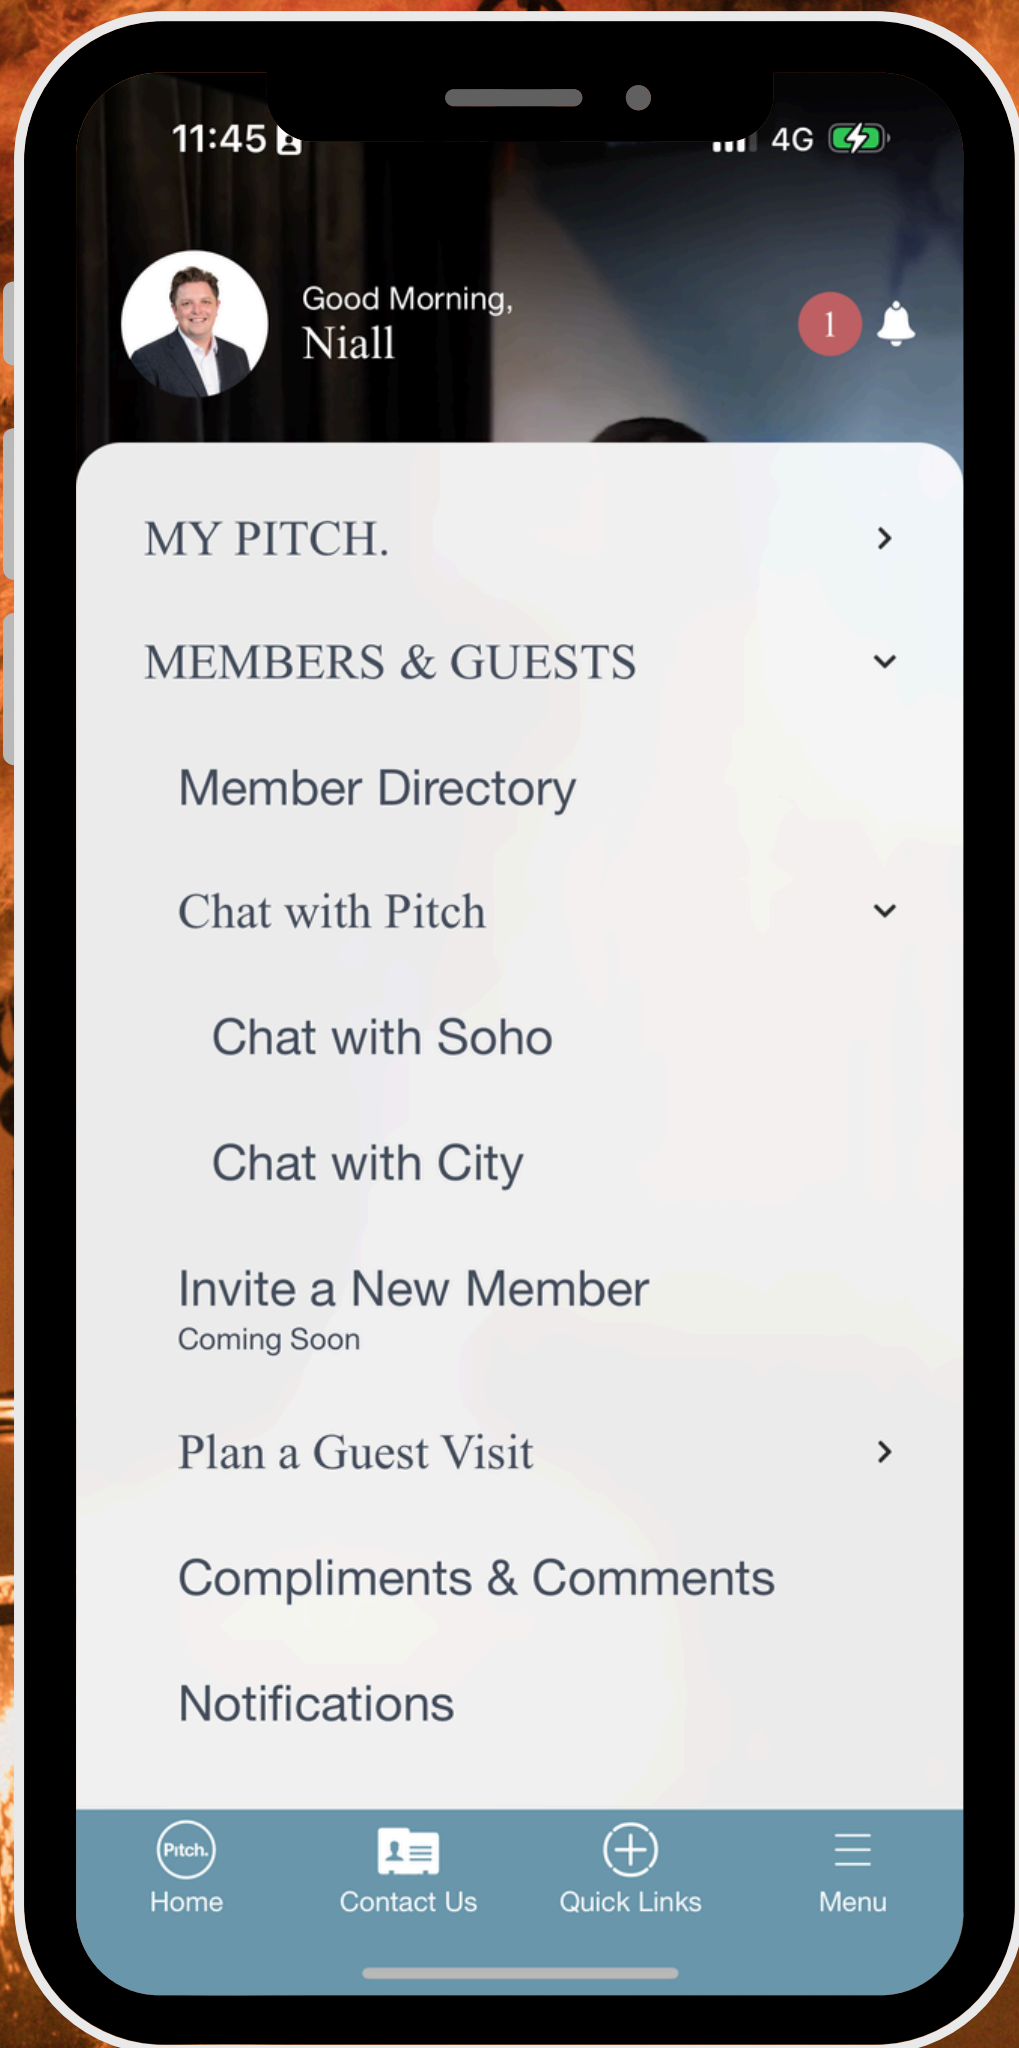 11:45
4G
Good Morning,
Niall
1
MY PITCH.
MEMBERS & GUESTS
Member Directory
Chat with Pitch
Chat with Soho
Chat with City
Invite a New Member
Coming Soon
Plan a Guest Visit
Compliments & Comments
Notifications
Pitch.
Home
Contact Us
Quick Links
Menu